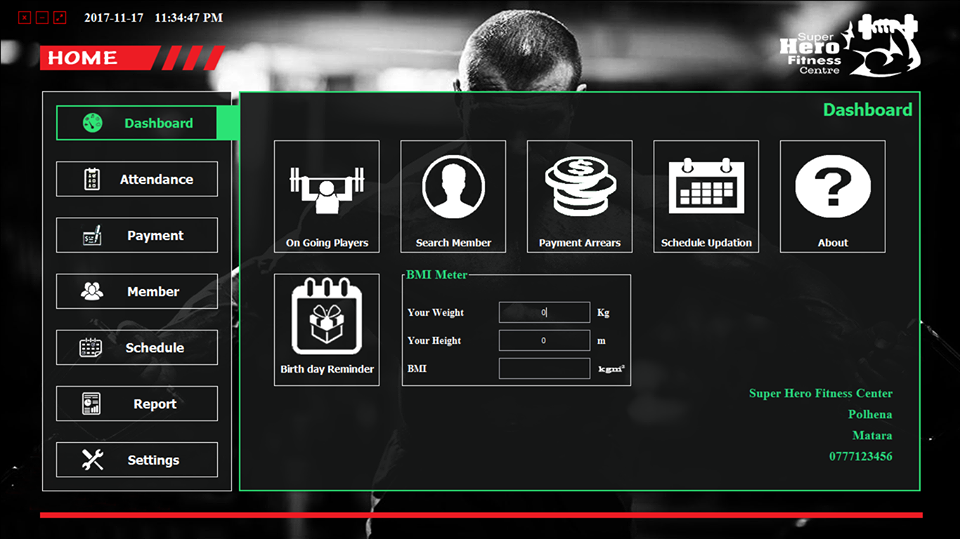 2017-11-17 11:34:47 PM
HOME
Super
Hero
Fitness
Centre
Dashboard
Attendance
Payment
Member
Schedule
Report
Settings
Dashboard
On Going Players
Search Member
Payment Arrears
Schedule Updation
About
Birth day Reminder
BMI Meter
Your Weight 0 Kg
Your Height 0 m
BMI kgm²
Super Hero Fitness Center
Polhena
Matara
0777123456